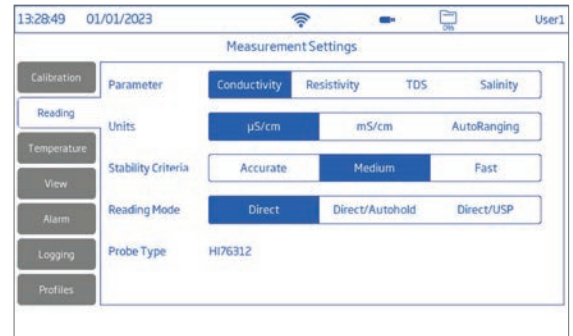 13:28:49 01/01/2023 0% User1
Measurement Settings
Calibration
Reading
Temperature
View
Alarm
Logging
Profiles
Parameter Conductivity Resistivity TDS Salinity
Units µS/cm mS/cm AutoRanging
Stability Criteria Accurate Medium Fast
Reading Mode Direct Direct/Autohold Direct/USP
Probe Type HI76312